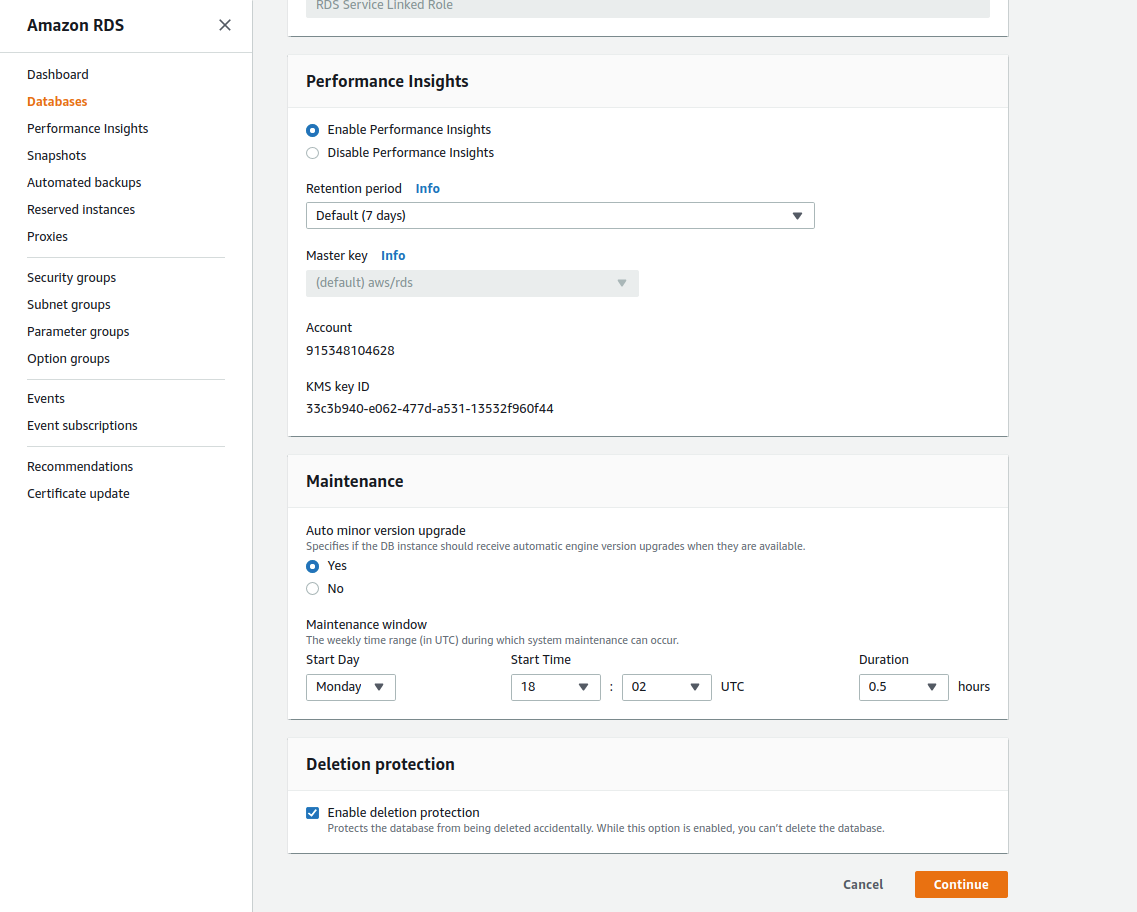 Amazon RDS
Dashboard
Databases
Performance Insights
Snapshots
Automated backups
Reserved instances
Proxies
Security groups
Subnet groups
Parameter groups
Option groups
Events
Event subscriptions
Recommendations
Certificate update
RDS Service Linked Role
Performance Insights
Enable Performance Insights
Disable Performance Insights
Retention period Info
Default (7 days)
Master key Info
(default) aws/rds
Account
915348104628
KMS key ID
33c3b940-e062-477d-a531-13532f960f44
Maintenance
Auto minor version upgrade
Specifies if the DB instance should receive automatic engine version upgrades when they are available.
Yes
No
Maintenance window
The weekly time range (in UTC) during which system maintenance can occur.
Start Day Start Time Duration
Monday 18 : 02 UTC 0.5 hours
Deletion protection
Enable deletion protection
Protects the database from being deleted accidentally. While this option is enabled, you can't delete the database.
Cancel Continue